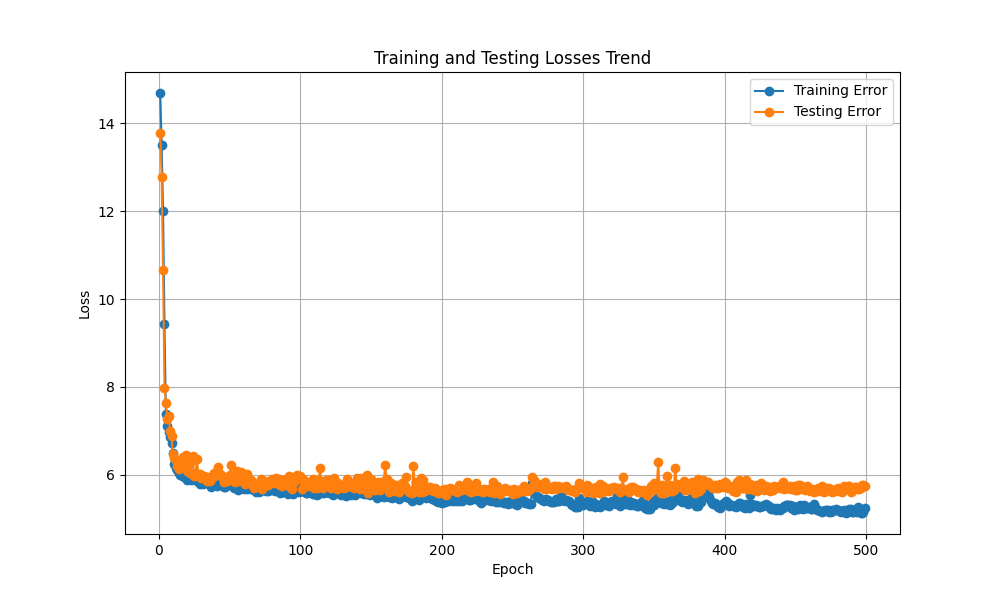 Training and Testing Losses Trend
Training Error
Testing Error
14
12
10
8
6
Loss
0 100 200 300 400 500
Epoch